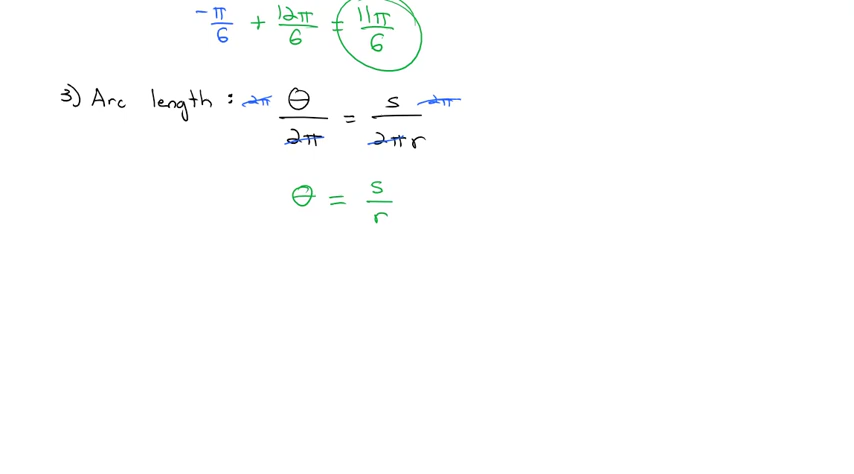 -π/6 + 12π/6 = 11π/6
3) Arc length : 2π θ/2π = s/2πr 2π
θ = s/r